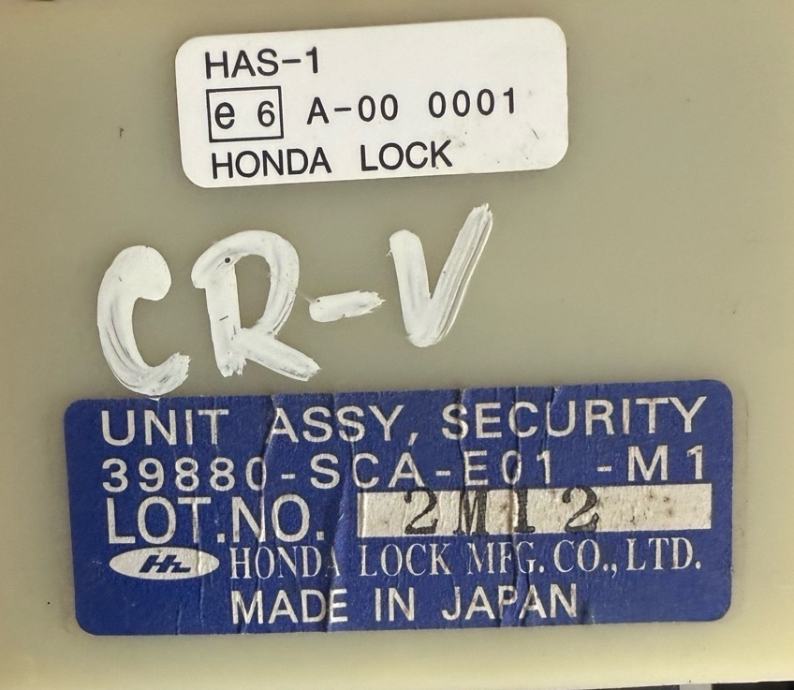 HAS-1
e 6 A-00 0001
HONDA LOCK
CR-V
UNIT ASSY, SECURITY
39880-SCA-E01 -M1
LOT.NO. 2M12
HL HONDA LOCK MFG. CO., LTD.
MADE IN JAPAN